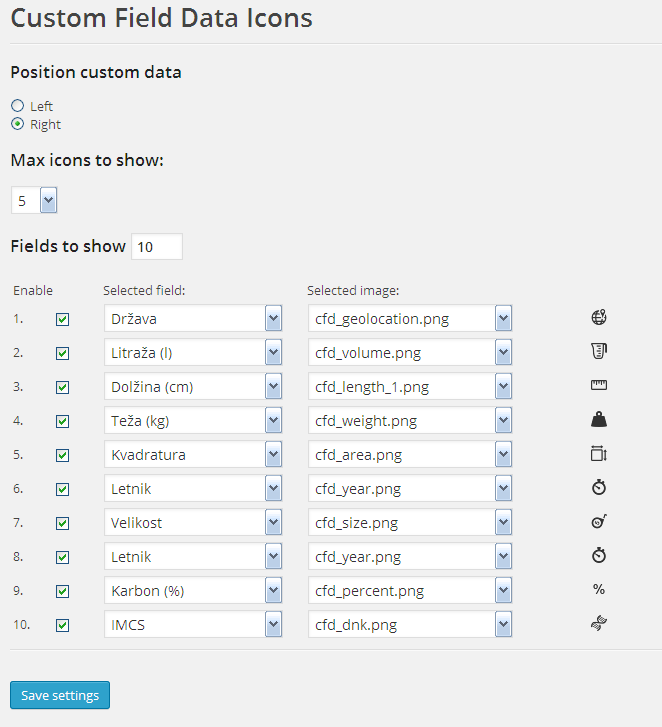 Custom Field Data Icons
Position custom data
Left
Right
Max icons to show:
5
Fields to show 10
Enable Selected field: Selected image:
1. Država cfd_geolocation.png
2. Litraža (l) cfd_volume.png
3. Dolžina (cm) cfd_length_1.png
4. Teža (kg) cfd_weight.png
5. Kvadratura cfd_area.png
6. Letnik cfd_year.png
7. Velikost cfd_size.png
8. Letnik cfd_year.png
9. Karbon (%) cfd_percent.png %
10. IMCS cfd_dnk.png
Save settings